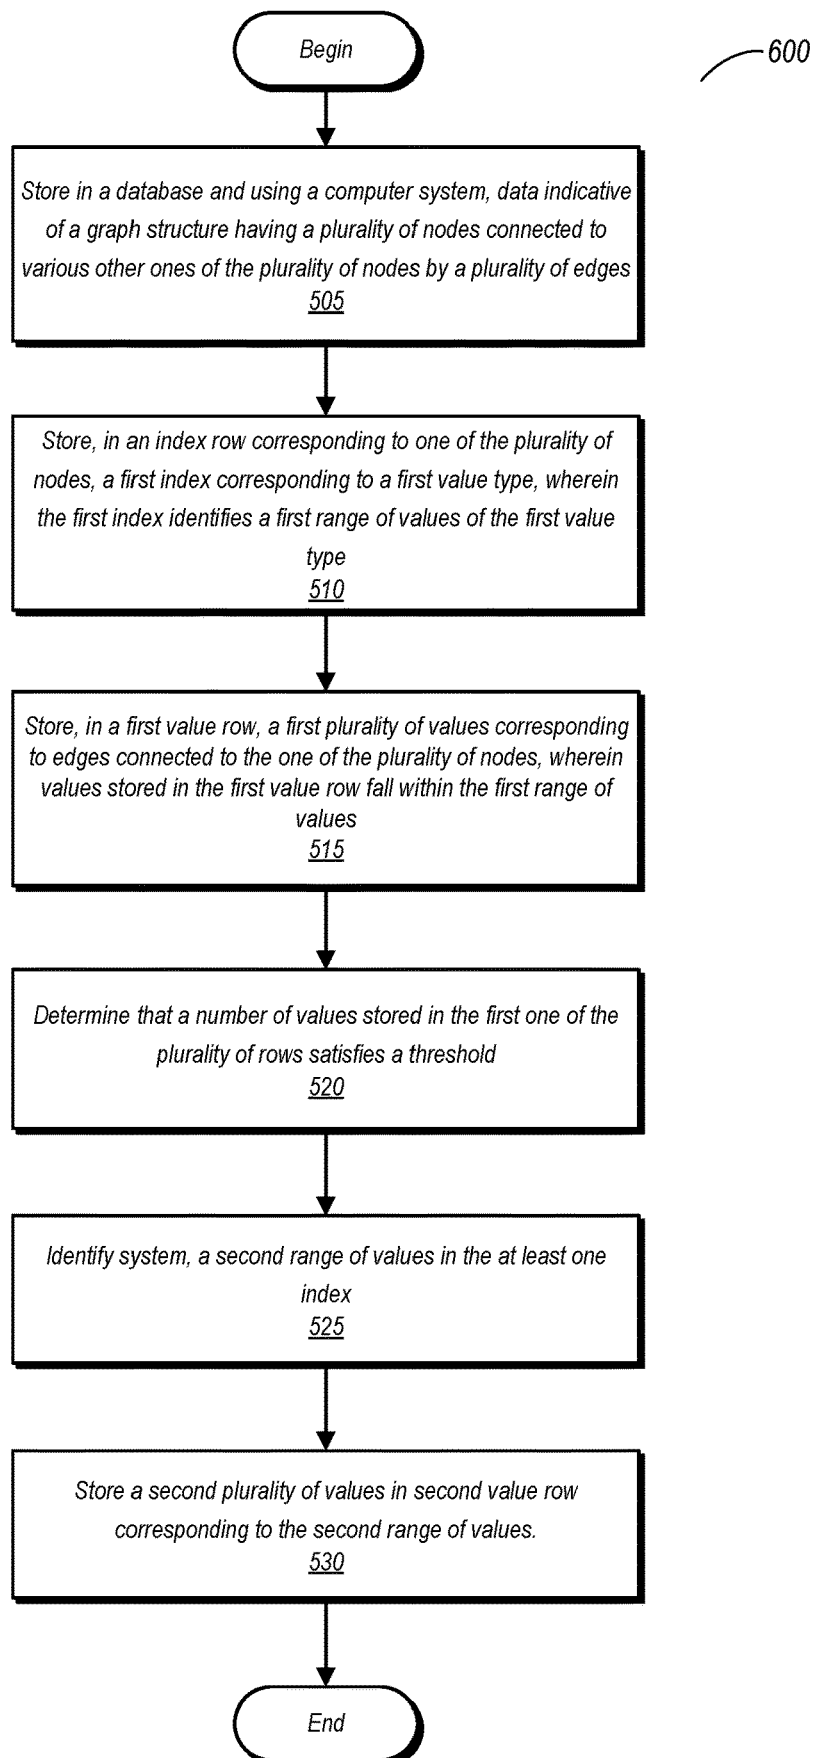 Begin
600
Store in a database and using a computer system, data indicative
of a graph structure having a plurality of nodes connected to
various other ones of the plurality of nodes by a plurality of edges
505
Store, in an index row corresponding to one of the plurality of
nodes, a first index corresponding to a first value type, wherein
the first index identifies a first range of values of the first value
type
510
Store, in a first value row, a first plurality of values corresponding
to edges connected to the one of the plurality of nodes, wherein
values stored in the first value row fall within the first range of
values
515
Determine that a number of values stored in the first one of the
plurality of rows satisfies a threshold
520
Identify system, a second range of values in the at least one
index
525
Store a second plurality of values in second value row
corresponding to the second range of values.
530
End